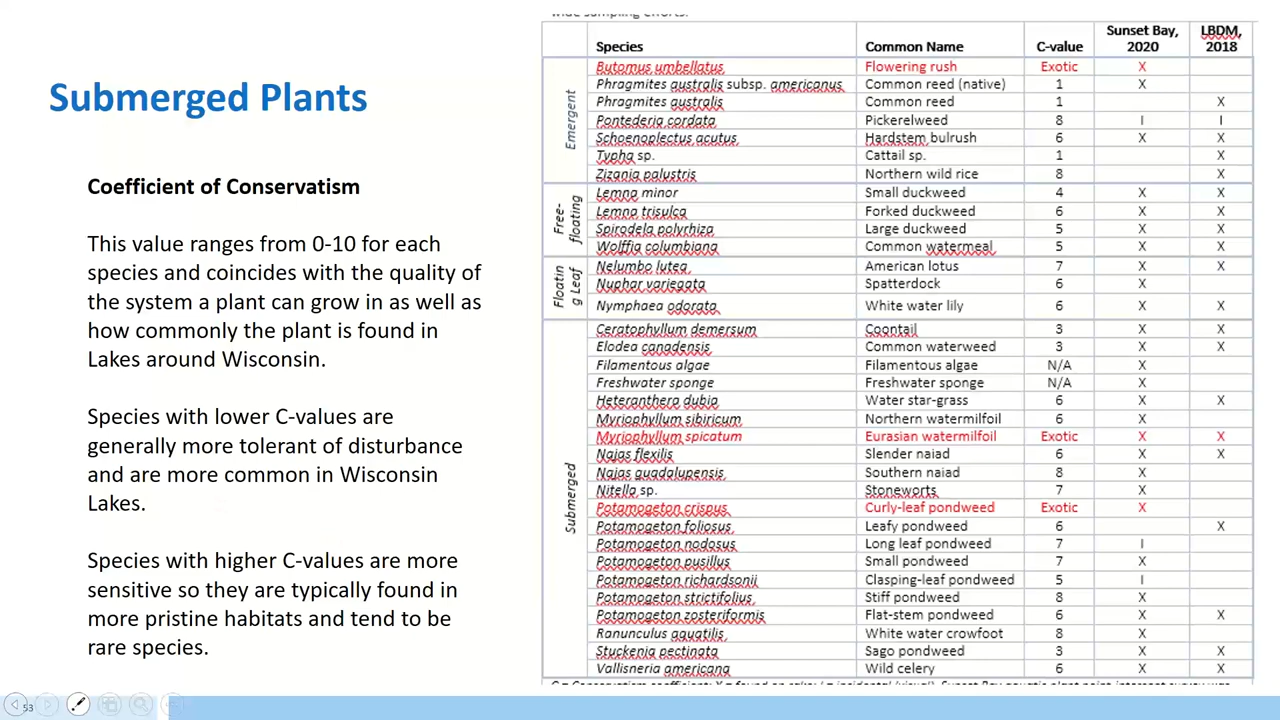 Submerged Plants
Coefficient of Conservatism
This value ranges from 0-10 for each
species and coincides with the quality of
the system a plant can grow in as well as
how commonly the plant is found in
Lakes around Wisconsin.
Species with lower C-values are
generally more tolerant of disturbance
and are more common in Wisconsin
Lakes.
Species with higher C-values are more
sensitive so they are typically found in
more pristine habitats and tend to be
rare species.
wide sampling efforts.
Species Common Name C-value Sunset Bay, 2020 LBDM, 2018
Emergent
Butomus umbellatus Flowering rush Exotic X
Phragmites australis subsp. americanus Common reed (native) 1 X
Phragmites australis Common reed 1 X
Pontederia cordata Pickerelweed 8 I I
Schoenoplectus acutus Hardstem bulrush 6 X X
Typha sp. Cattail sp. 1 X
Zizania palustris Northern wild rice 8 X
Free-floating
Lemna minor Small duckweed 4 X X
Lemna trisulca Forked duckweed 6 X X
Spirodela polyrhiza Large duckweed 5 X X
Wolffia columbiana Common watermeal 5 X X
Floating Leaf
Nelumbo lutea American lotus 7 X X
Nuphar variegata Spatterdock 6 X
Nymphaea odorata White water lily 6 X X
Submerged
Ceratophyllum demersum Coontail 3 X X
Elodea canadensis Common waterweed 3 X X
Filamentous algae Filamentous algae N/A X
Freshwater sponge Freshwater sponge N/A X
Heteranthera dubia Water star-grass 6 X X
Myriophyllum sibiricum Northern watermilfoil 6 X
Myriophyllum spicatum Eurasian watermilfoil Exotic X X
Najas flexilis Slender naiad 6 X X
Najas guadalupensis Southern naiad 8 X
Nitella sp. Stoneworts 7 X
Potamogeton crispus Curly-leaf pondweed Exotic X
Potamogeton foliosus Leafy pondweed 6 X
Potamogeton nodosus Long leaf pondweed 7 I
Potamogeton pusillus Small pondweed 7 X
Potamogeton richardsonii Clasping-leaf pondweed 5 I
Potamogeton strictifolius Stiff pondweed 8 X
Potamogeton zosteriformis Flat-stem pondweed 6 X X
Ranunculus aquatilis White water crowfoot 8 X
Stuckenia pectinata Sago pondweed 3 X X
Vallisneria americana Wild celery 6 X X
53